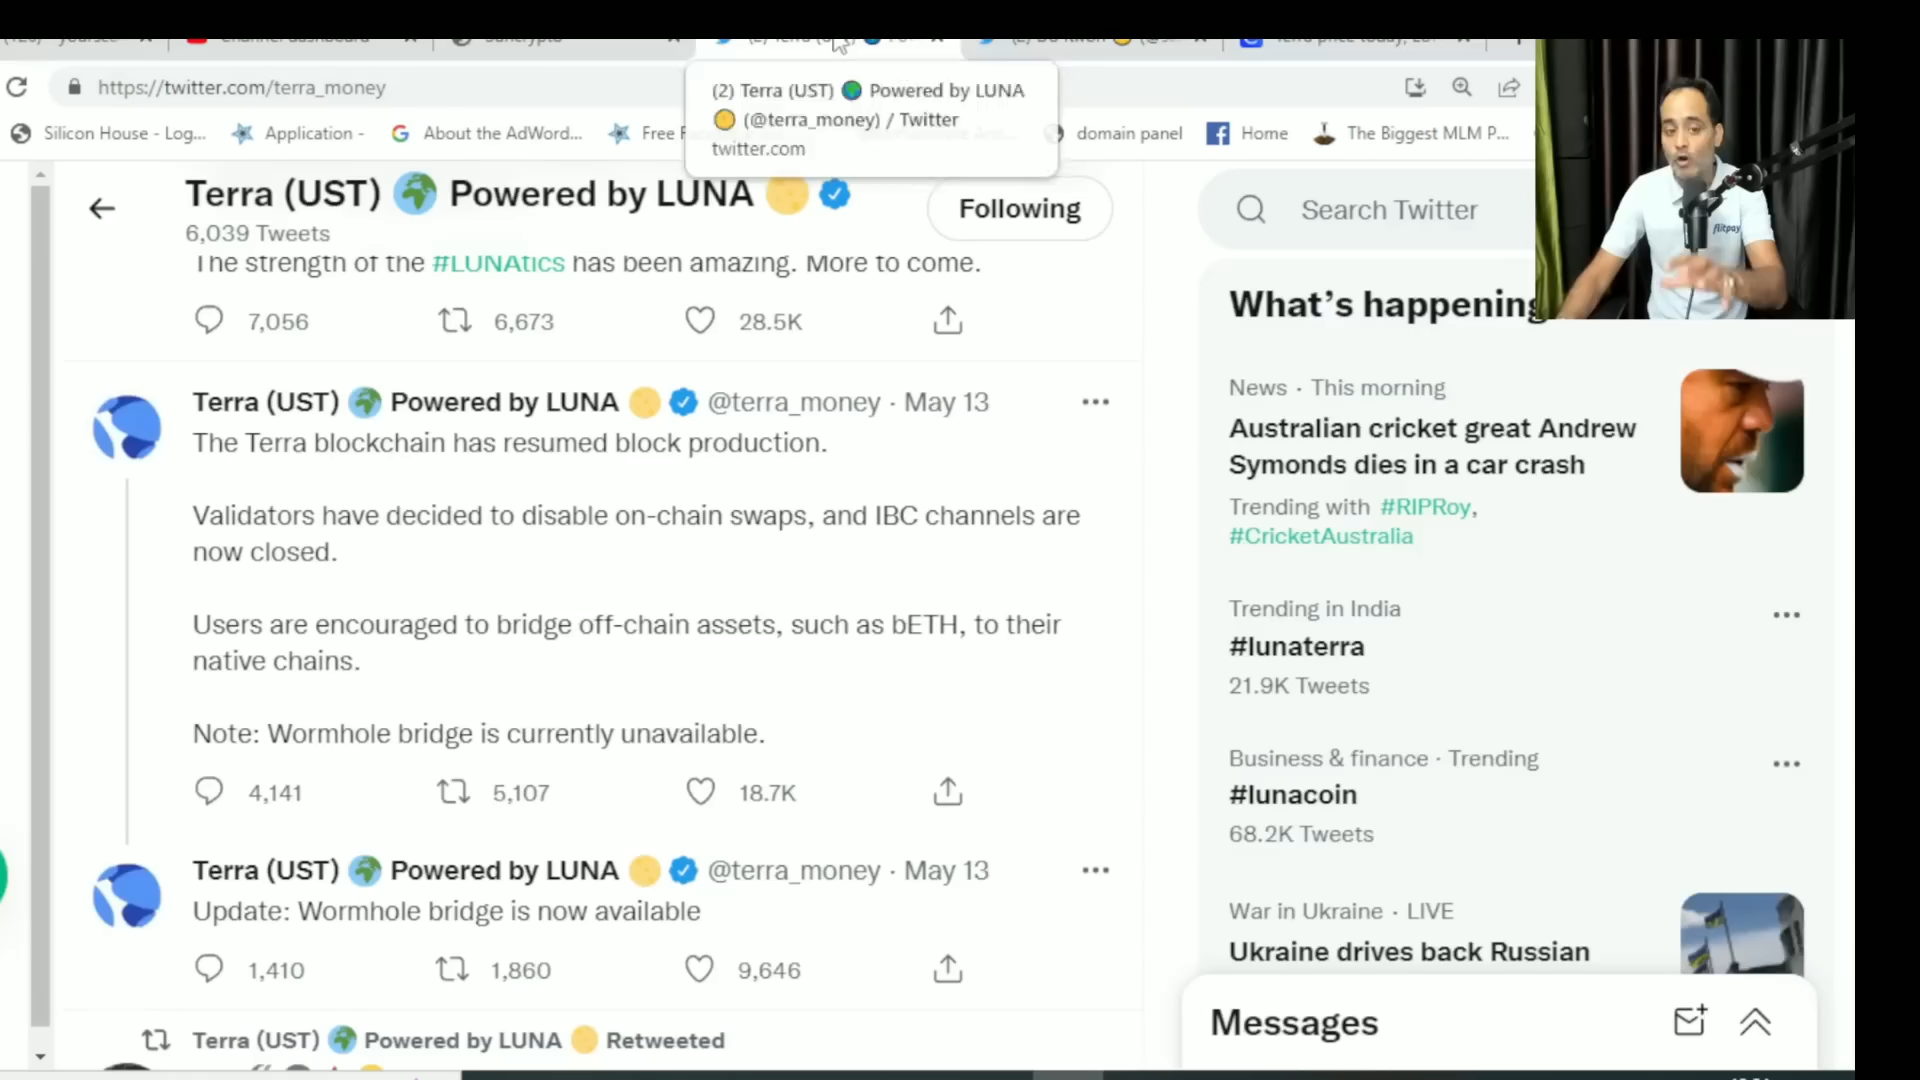 https://twitter.com/terra_money
(2) Terra (UST) 🌍 Powered by LUNA
🌕 (@terra_money) / Twitter
twitter.com
Silicon House - Log...
Application -
About the AdWord...
Free
domain panel
Home
The Biggest MLM P...
Terra (UST) 🌍 Powered by LUNA 🌕
6,039 Tweets
Following
Search Twitter
flitpay
The strength of the #LUNAtics has been amazing. More to come.
7,056
6,673
28.5K
Terra (UST) 🌍 Powered by LUNA 🌕 @terra_money · May 13
The Terra blockchain has resumed block production.
Validators have decided to disable on-chain swaps, and IBC channels are
now closed.
Users are encouraged to bridge off-chain assets, such as bETH, to their
native chains.
Note: Wormhole bridge is currently unavailable.
4,141
5,107
18.7K
Terra (UST) 🌍 Powered by LUNA 🌕 @terra_money · May 13
Update: Wormhole bridge is now available
1,410
1,860
9,646
Terra (UST) 🌍 Powered by LUNA 🌕 Retweeted
What's happening
News · This morning
Australian cricket great Andrew
Symonds dies in a car crash
Trending with #RIPRoy,
#CricketAustralia
Trending in India
#lunaterra
21.9K Tweets
Business & finance · Trending
#lunacoin
68.2K Tweets
War in Ukraine · LIVE
Ukraine drives back Russian
Messages